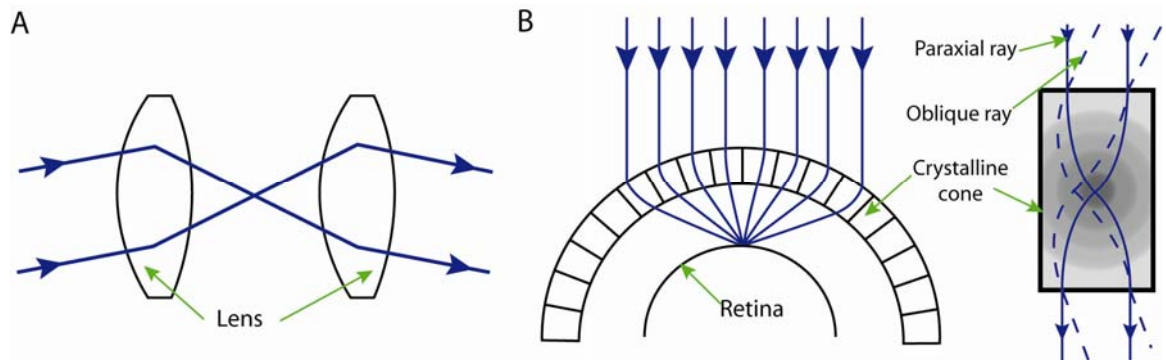 A
Lens
B
Retina
Paraxial ray
Oblique ray
Crystalline
cone